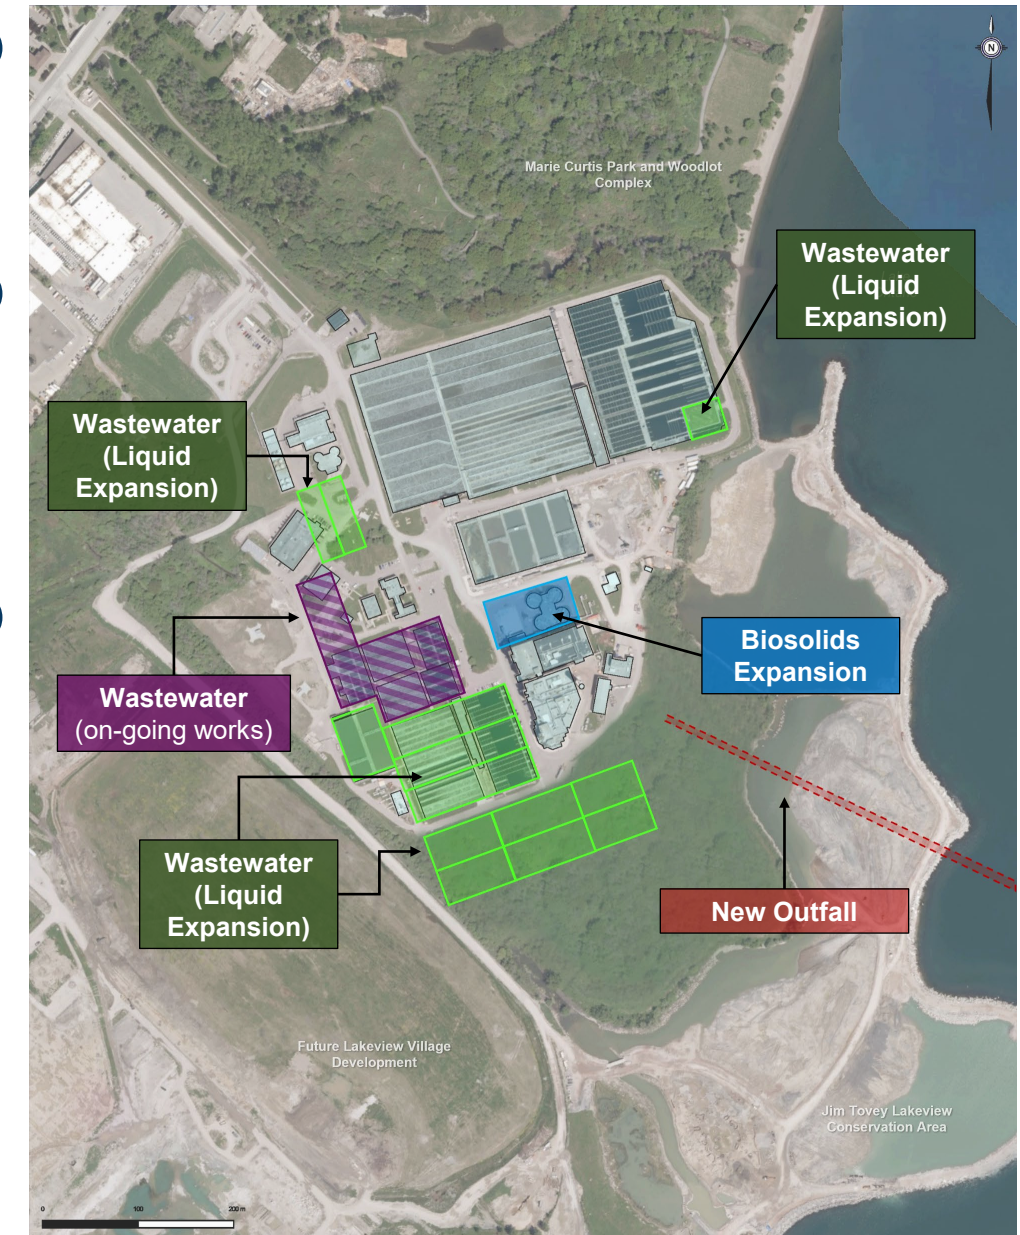 N
Marie Curtis Park and Woodlot
Complex
Wastewater
(Liquid
Expansion)
Wastewater
(Liquid
Expansion)
Biosolids
Expansion
Wastewater
(on-going works)
Wastewater
(Liquid
Expansion)
New Outfall
Future Lakeview Village
Development
Jim Tovey Lakeview
Conservation Area
0 100 200 m